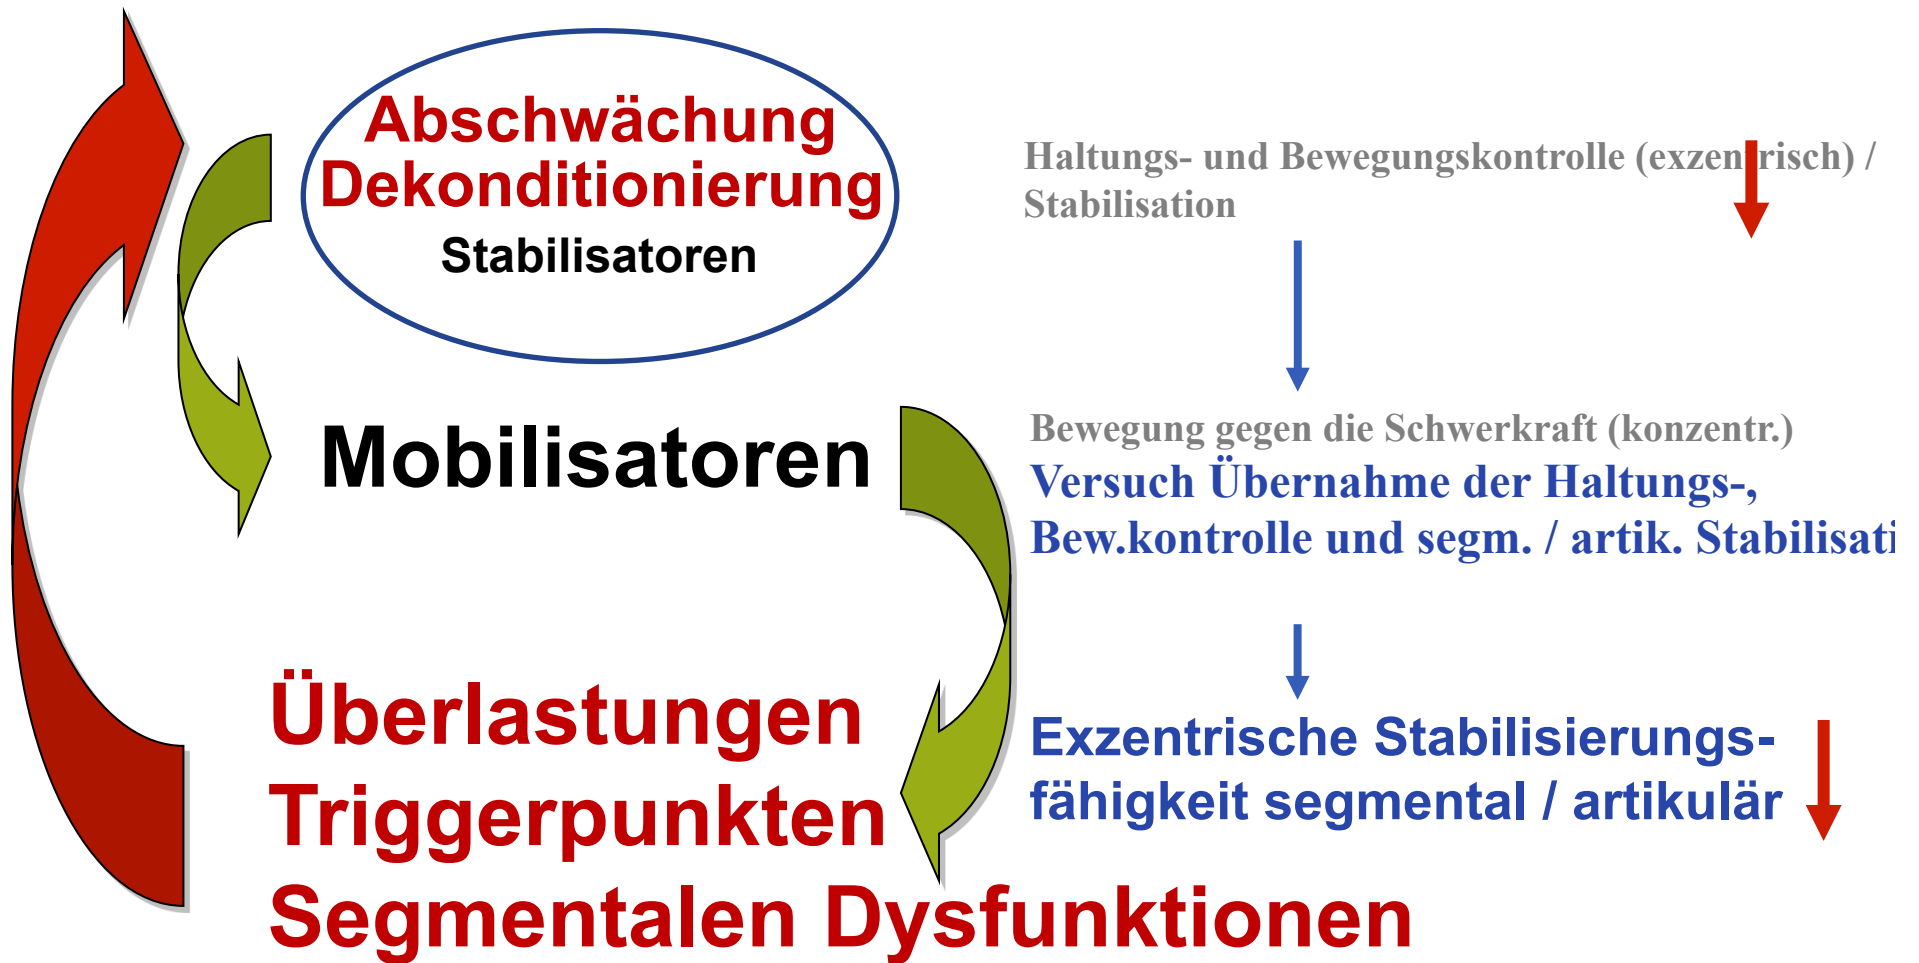 Abschwächung
Dekonditionierung
Stabilisatoren
Haltungs- und Bewegungskontrolle (exzentrisch) /
Stabilisation
Mobilisatoren
Bewegung gegen die Schwerkraft (konzentr.)
Versuch Übernahme der Haltungs-,
Bew.kontrolle und segm. / artik. Stabilisati
Überlastungen
Triggerpunkten
Segmentalen Dysfunktionen
Exzentrische Stabilisierungs-
fähigkeit segmental / artikulär